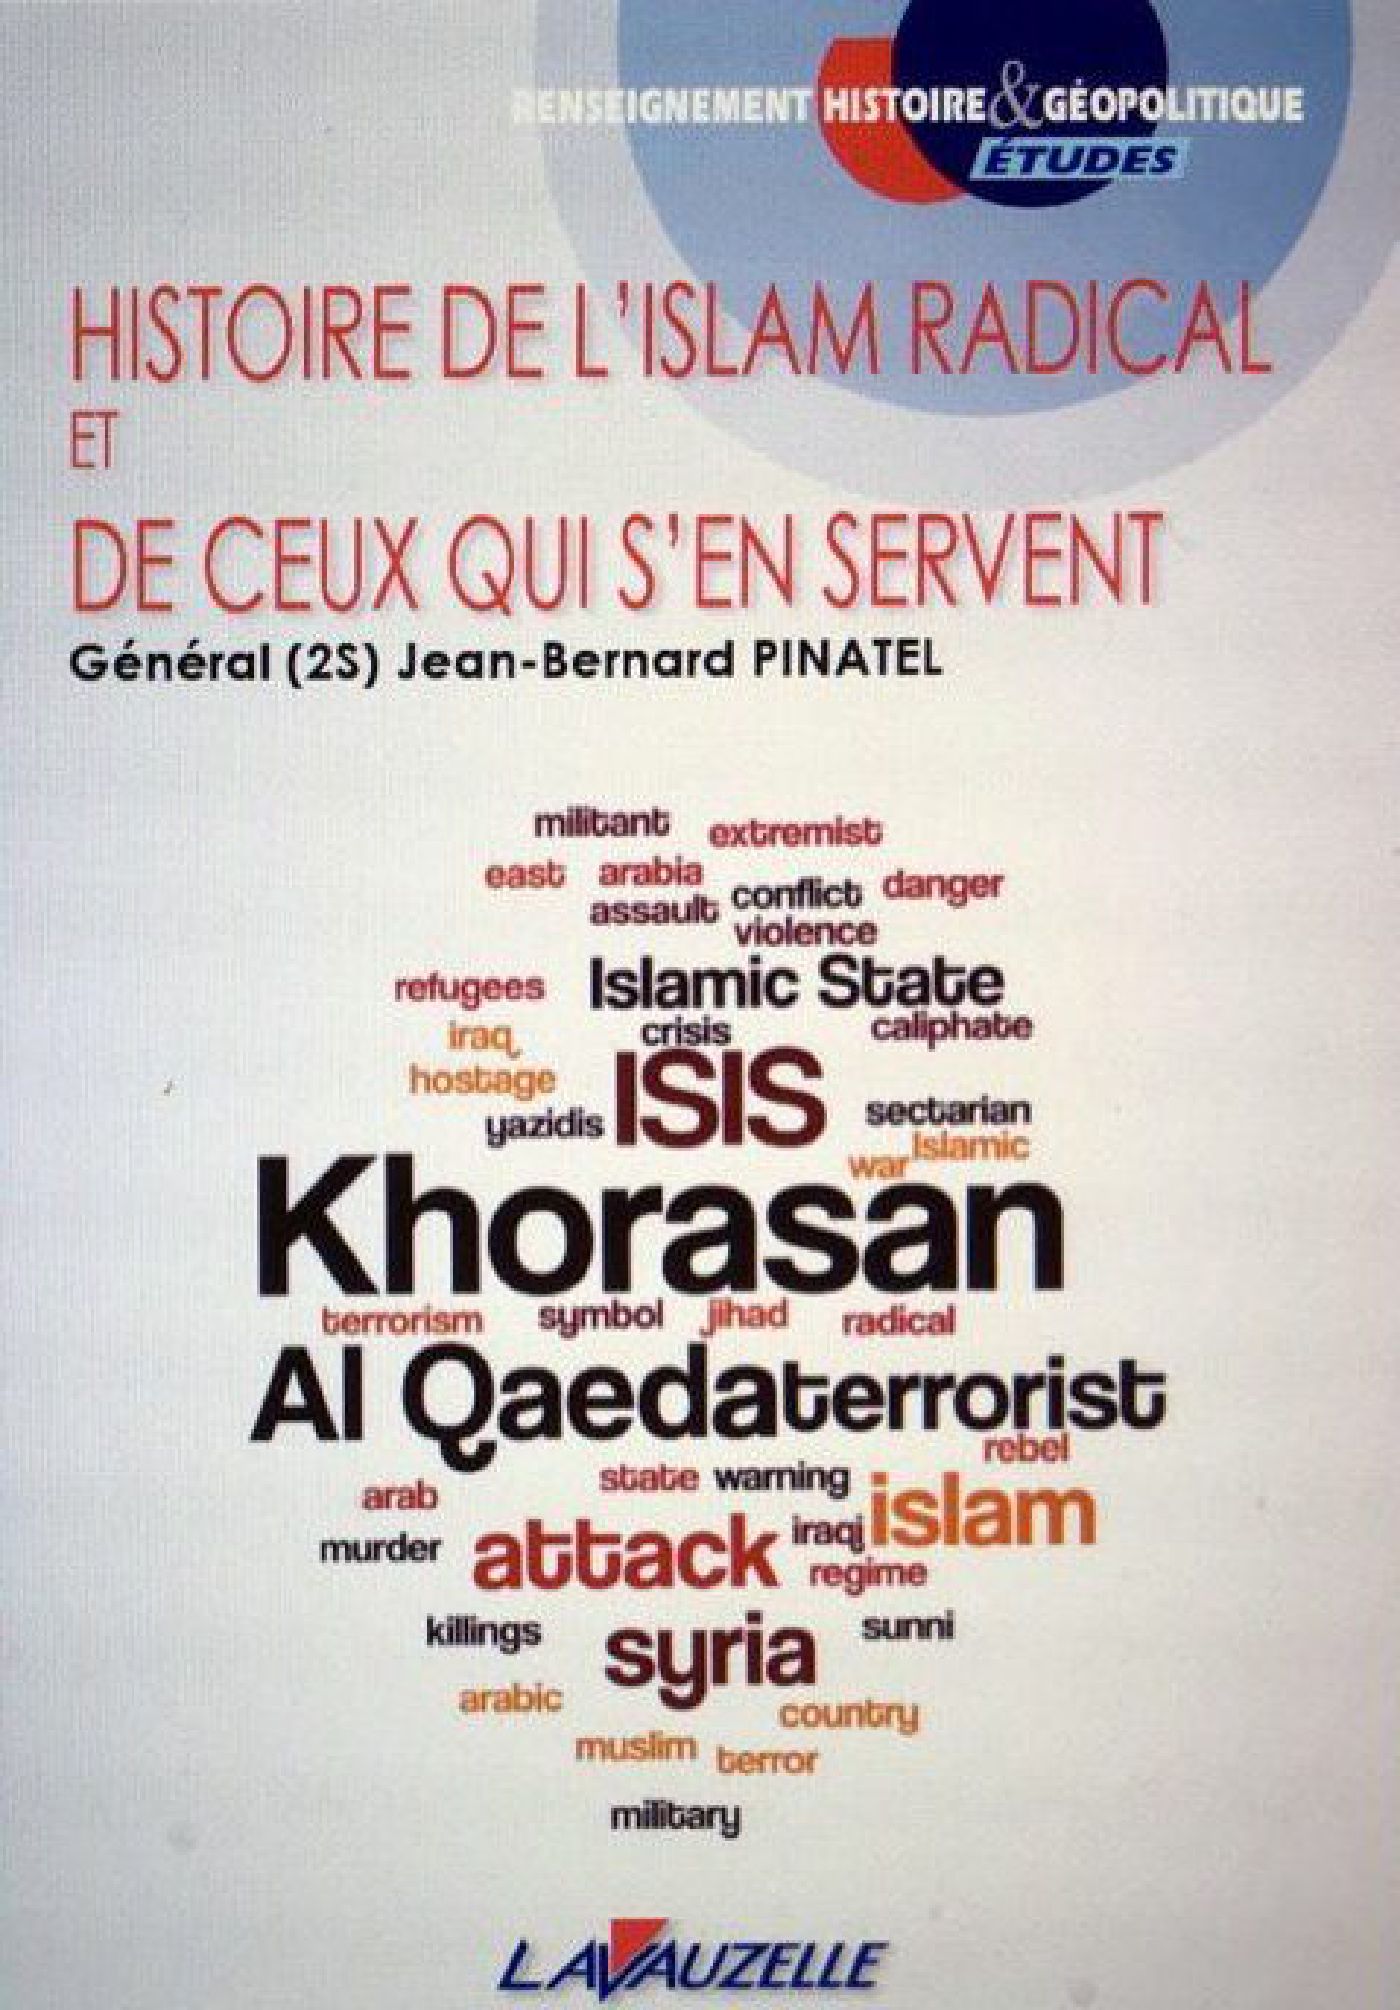 RENSEIGNEMENT HISTOIRE & GÉOPOLITIQUE
ÉTUDES
HISTOIRE DE L'ISLAM RADICAL
ET
DE CEUX QUI S'EN SERVENT
Général (2S) Jean-Bernard PINATEL
militant extremist
east arabia
conflict danger
assault
violence
refugees Islamic State
iraq crisis caliphate
hostage ISIS
yazidis sectarian
war Islamic
Khorasan
terrorism symbol jihad radical
Al Qaeda terrorist
rebel
arab state warning islam
murder attack iraqi
regime
killings syria sunni
arabic country
muslim terror
military
LAVAUZELLE